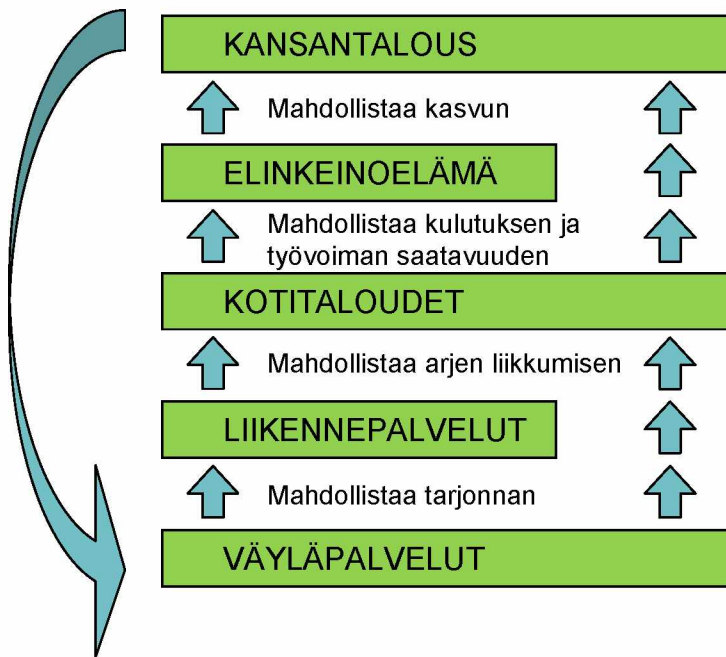 KANSANTALOUS
Mahdollistaa kasvun
ELINKEINOELÄMÄ
Mahdollistaa kulutuksen ja
työvoiman saatavuuden
KOTITALOUDET
Mahdollistaa arjen liikkumisen
LIIKENNEPALVELUT
Mahdollistaa tarjonnan
VÄYLÄPALVELUT